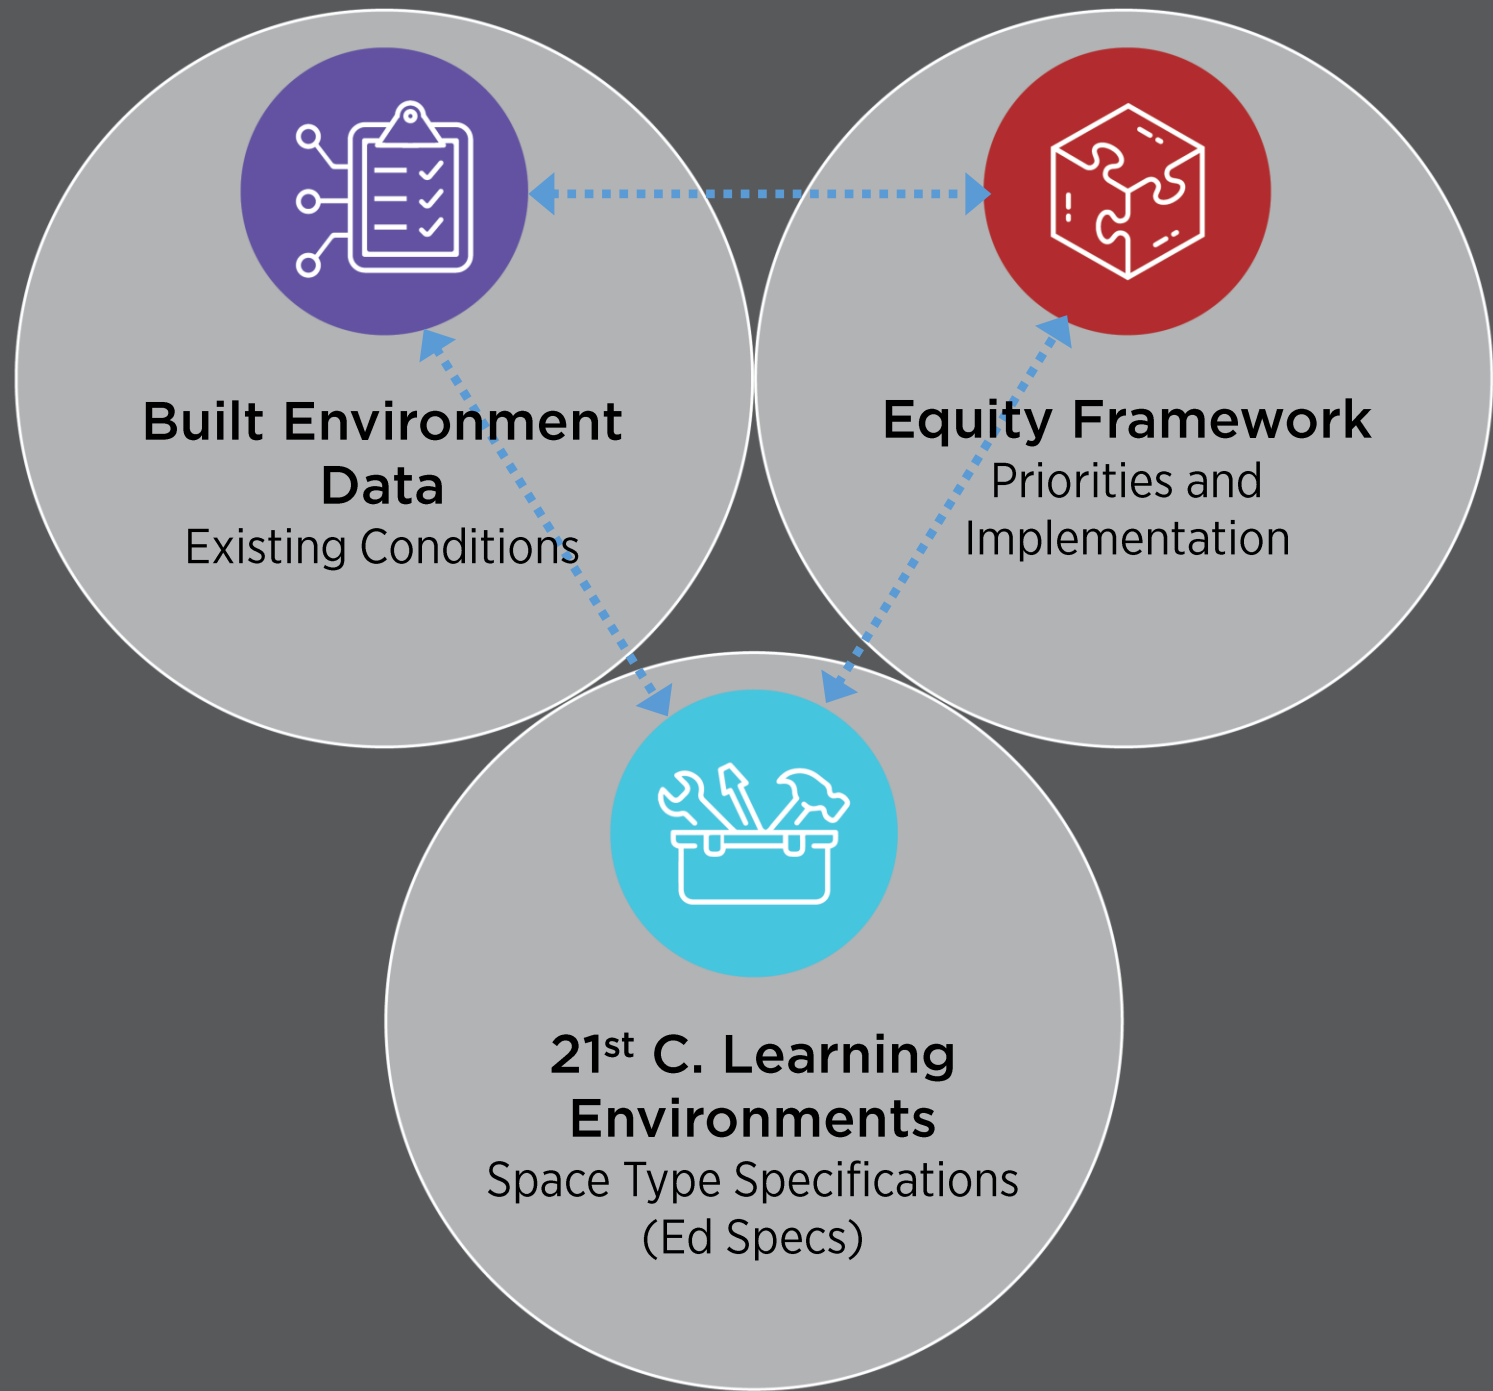 Built Environment
Data
Existing Conditions
Equity Framework
Priorities and
Implementation
21st C. Learning
Environments
Space Type Specifications
(Ed Specs)